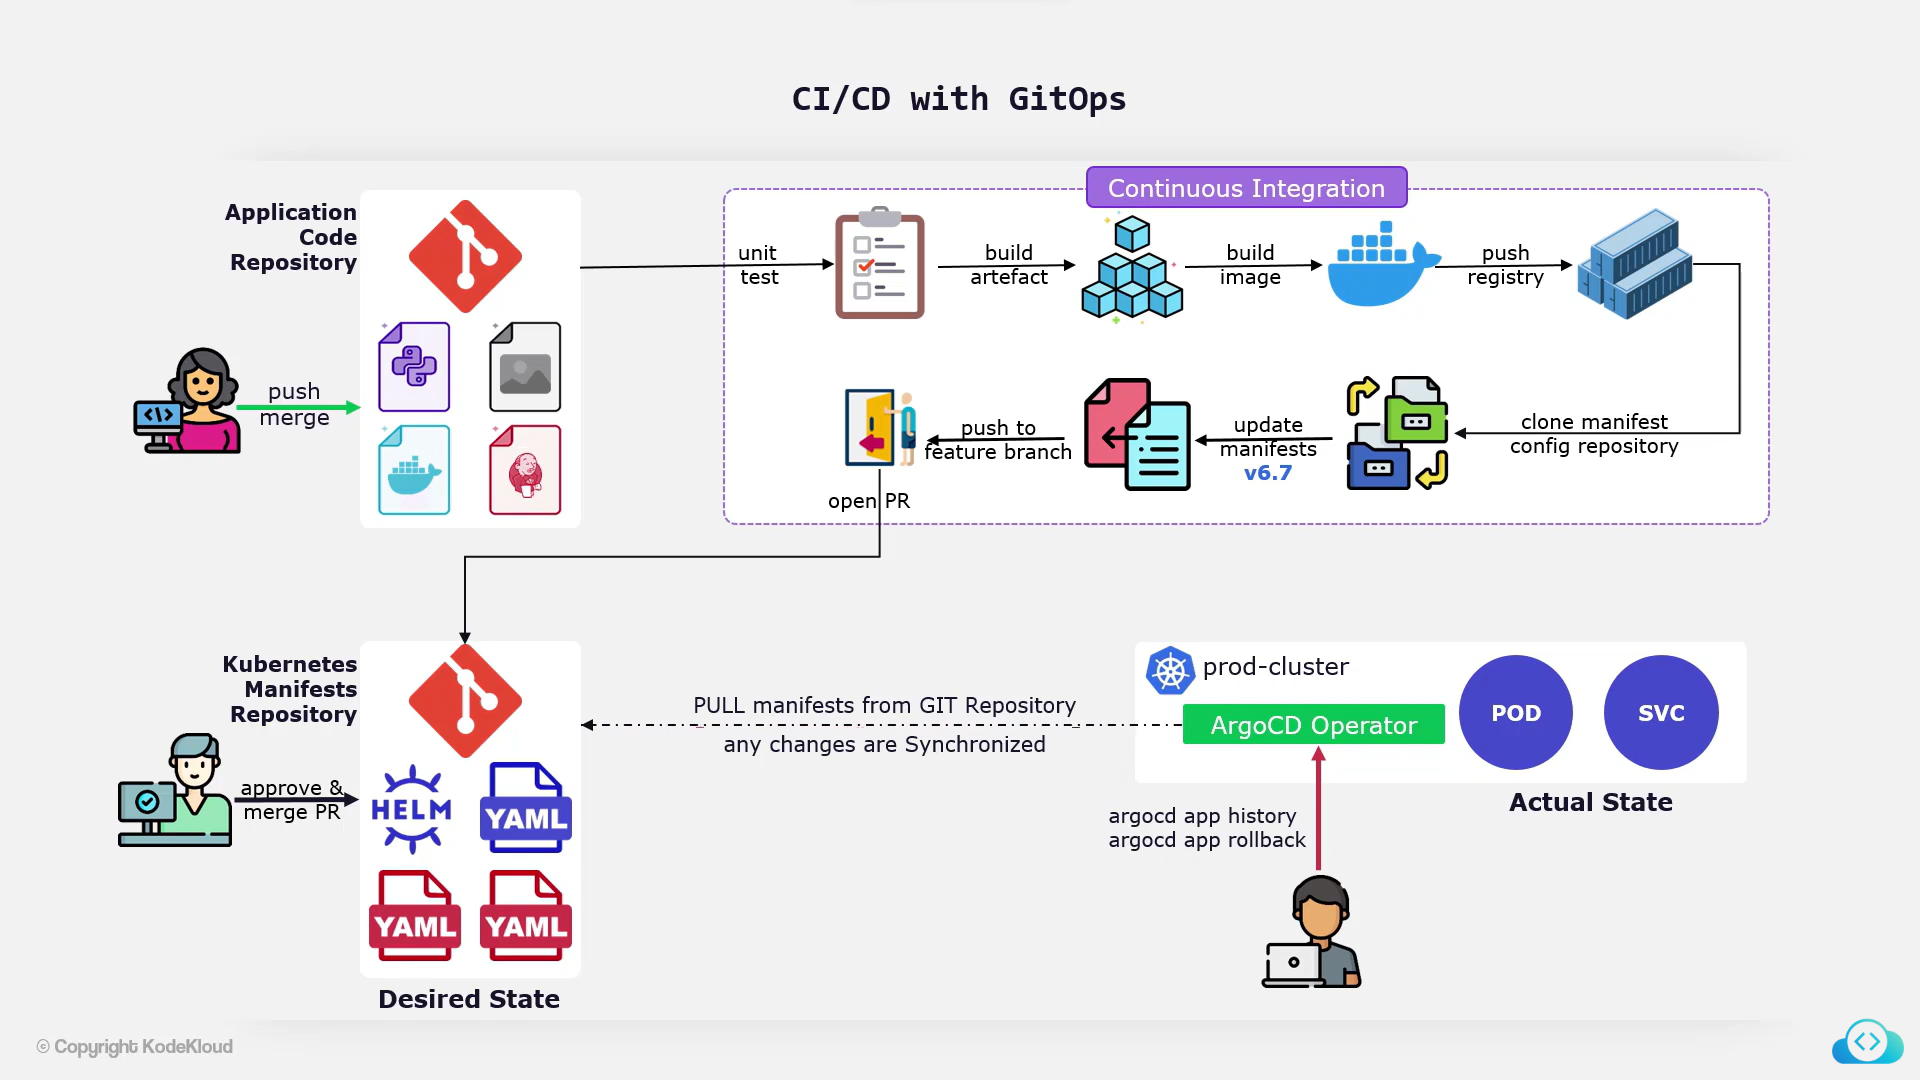 CI/CD with GitOps
Continuous Integration
Application
Code
Repository
push
merge
unit
test
build
artefact
build
image
push
registry
clone manifest
config repository
update
manifests
v6.7
push to
feature branch
open PR
Kubernetes
Manifests
Repository
approve &
merge PR
HELM
YAML
YAML
YAML
Desired State
PULL manifests from GIT Repository
any changes are Synchronized
prod-cluster
ArgoCD Operator
POD
SVC
Actual State
argocd app history
argocd app rollback
© Copyright KodeKloud